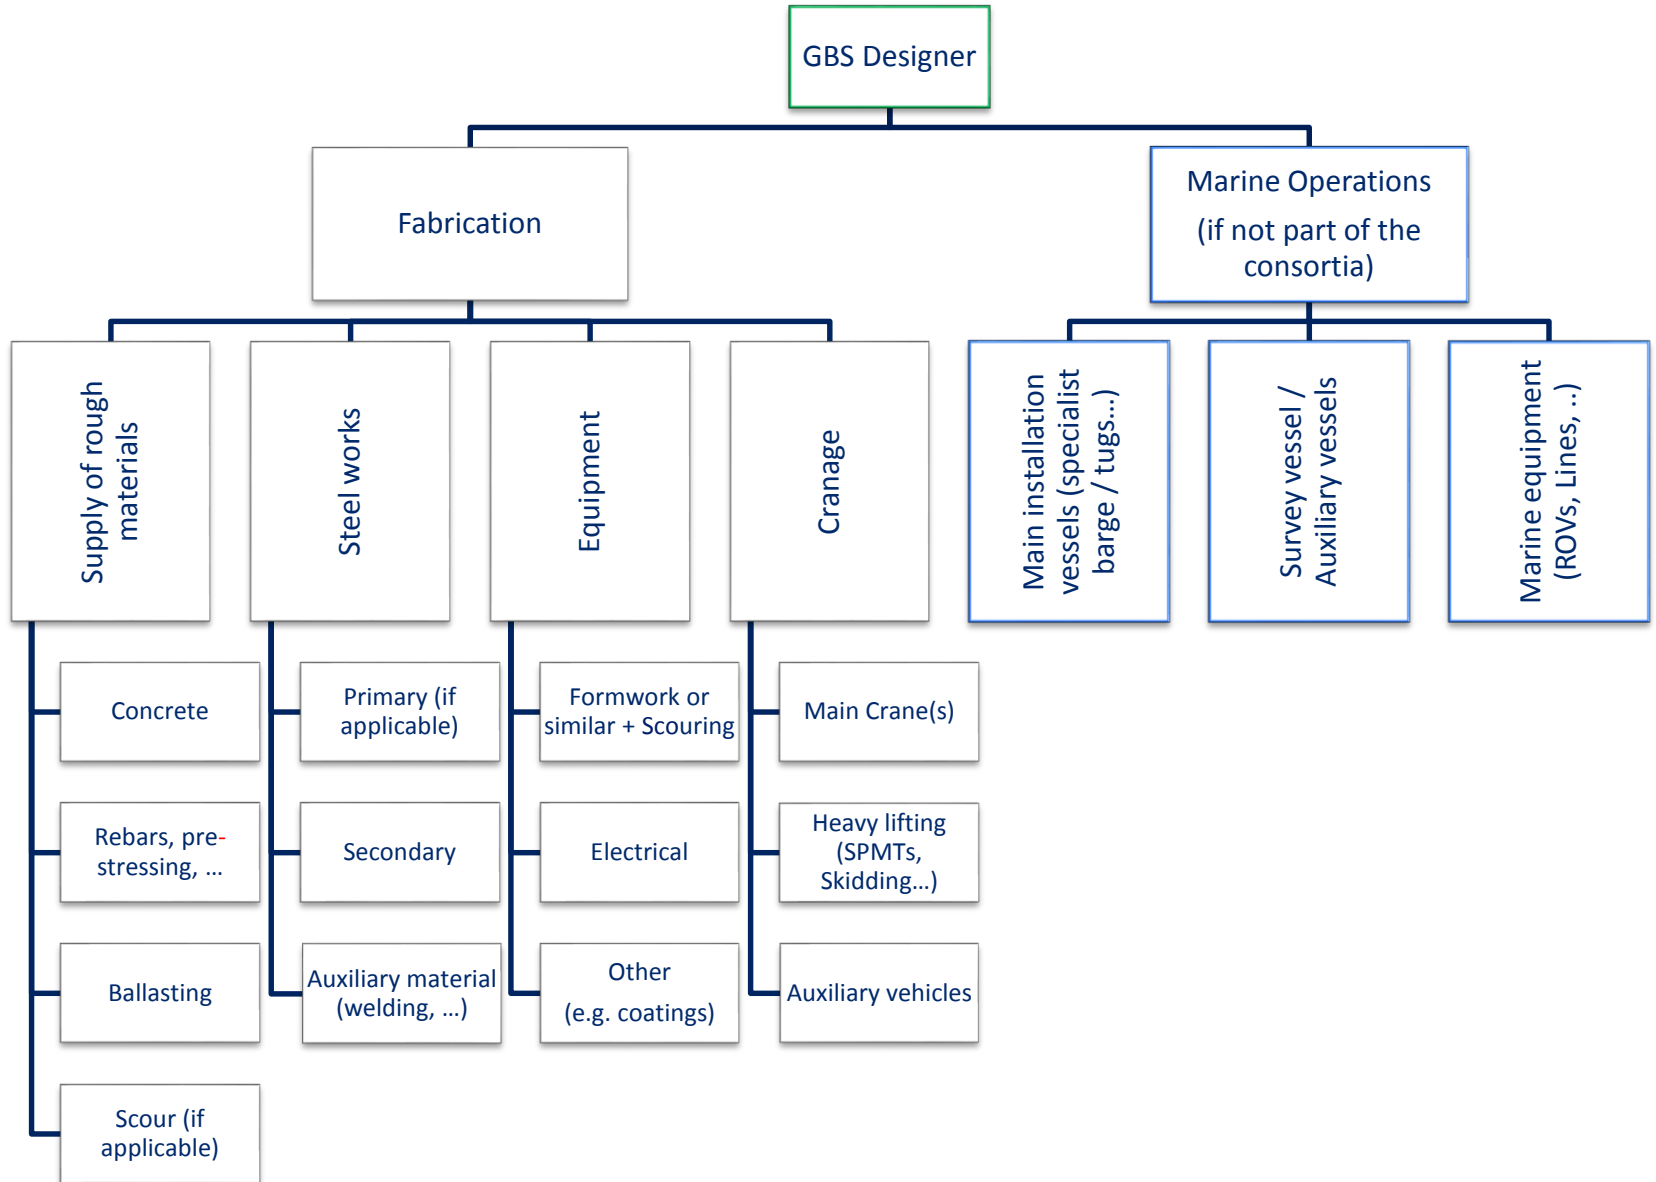 GBS Designer
Fabrication
Marine Operations
(if not part of the
consortia)
Supply of rough
materials
Steel works
Equipment
Cranage
Main installation
vessels (specialist
barge / tugs...)
Survey vessel /
Auxiliary vessels
Marine equipment
(ROVs, Lines, ..)
Concrete
Rebars, pre-
stressing, ...
Ballasting
Scour (if
applicable)
Primary (if
applicable)
Secondary
Auxiliary material
(welding, ...)
Formwork or
similar + Scouring
Electrical
Other
(e.g. coatings)
Main Crane(s)
Heavy lifting
(SPMTs,
Skidding...)
Auxiliary vehicles